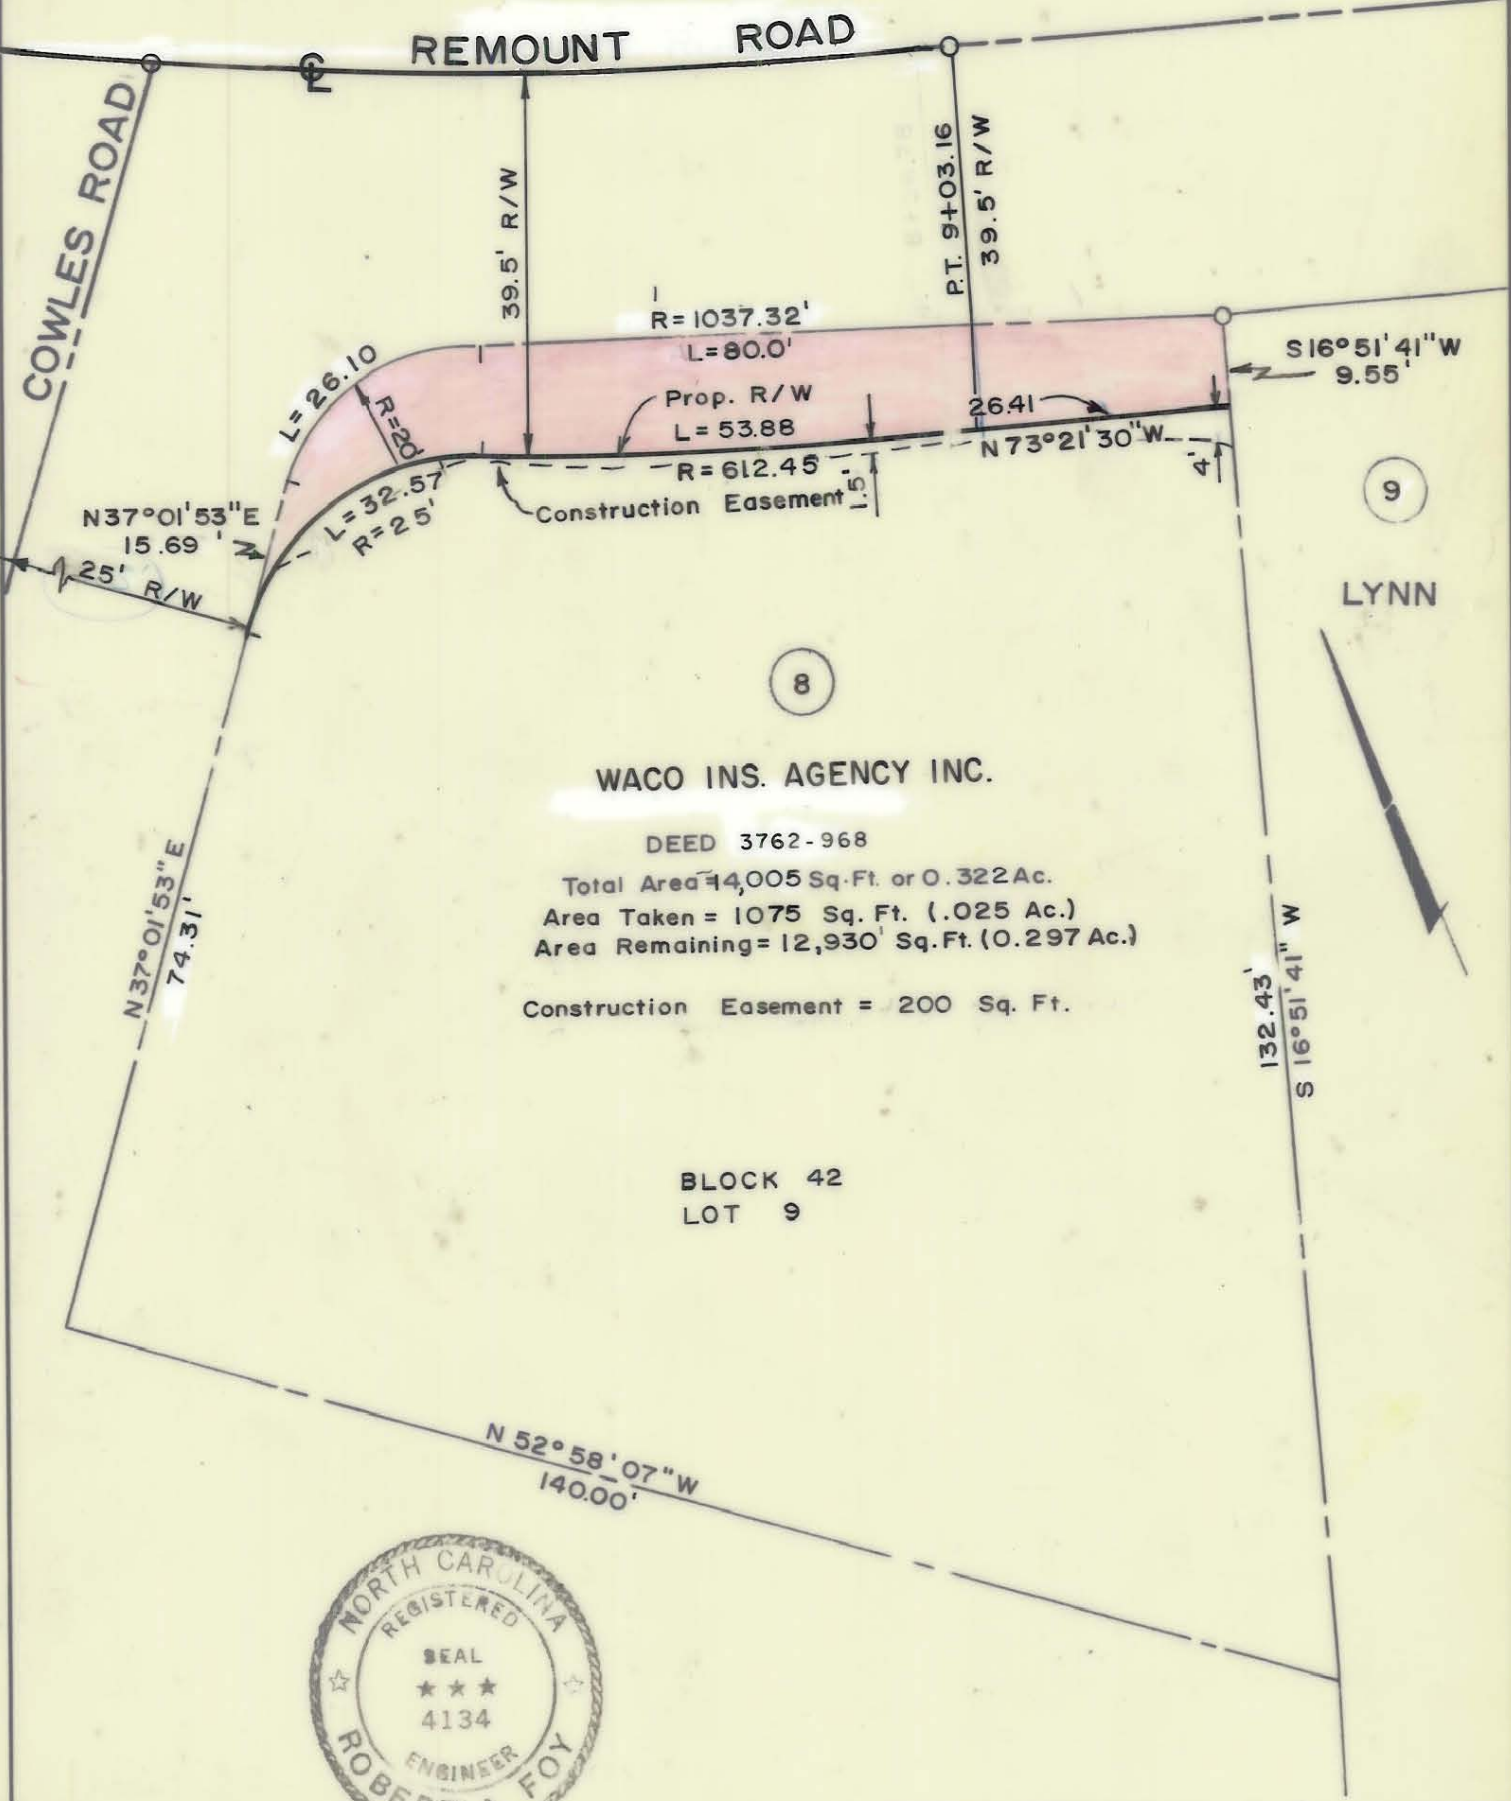 REMOUNT ROAD
℄
COWLES ROAD
39.5' R/W
P.T. 9+03.16
39.5' R/W
R=1037.32'
L=80.0'
L=26.10
R=20'
Prop. R/W
L=53.88
R=612.45
26.41
N 73°21'30"W
S16°51'41"W
9.55'
4'
1.5'
Construction Easement
L=32.57'
R=25'
N37°01'53"E
15.69'
25' R/W
9
LYNN
8
WACO INS. AGENCY INC.
DEED 3762-968
Total Area=14,005 Sq.Ft. or 0.322Ac.
Area Taken = 1075 Sq. Ft. (.025 Ac.)
Area Remaining= 12,930' Sq.Ft. (0.297 Ac.)
Construction Easement = 200 Sq. Ft.
N37°01'53"E
74.31'
132.43'
S 16°51'41" W
BLOCK 42
LOT 9
N 52°58'07"W
140.00'
NORTH CAROLINA
REGISTERED
SEAL
4134
ENGINEER
FOY